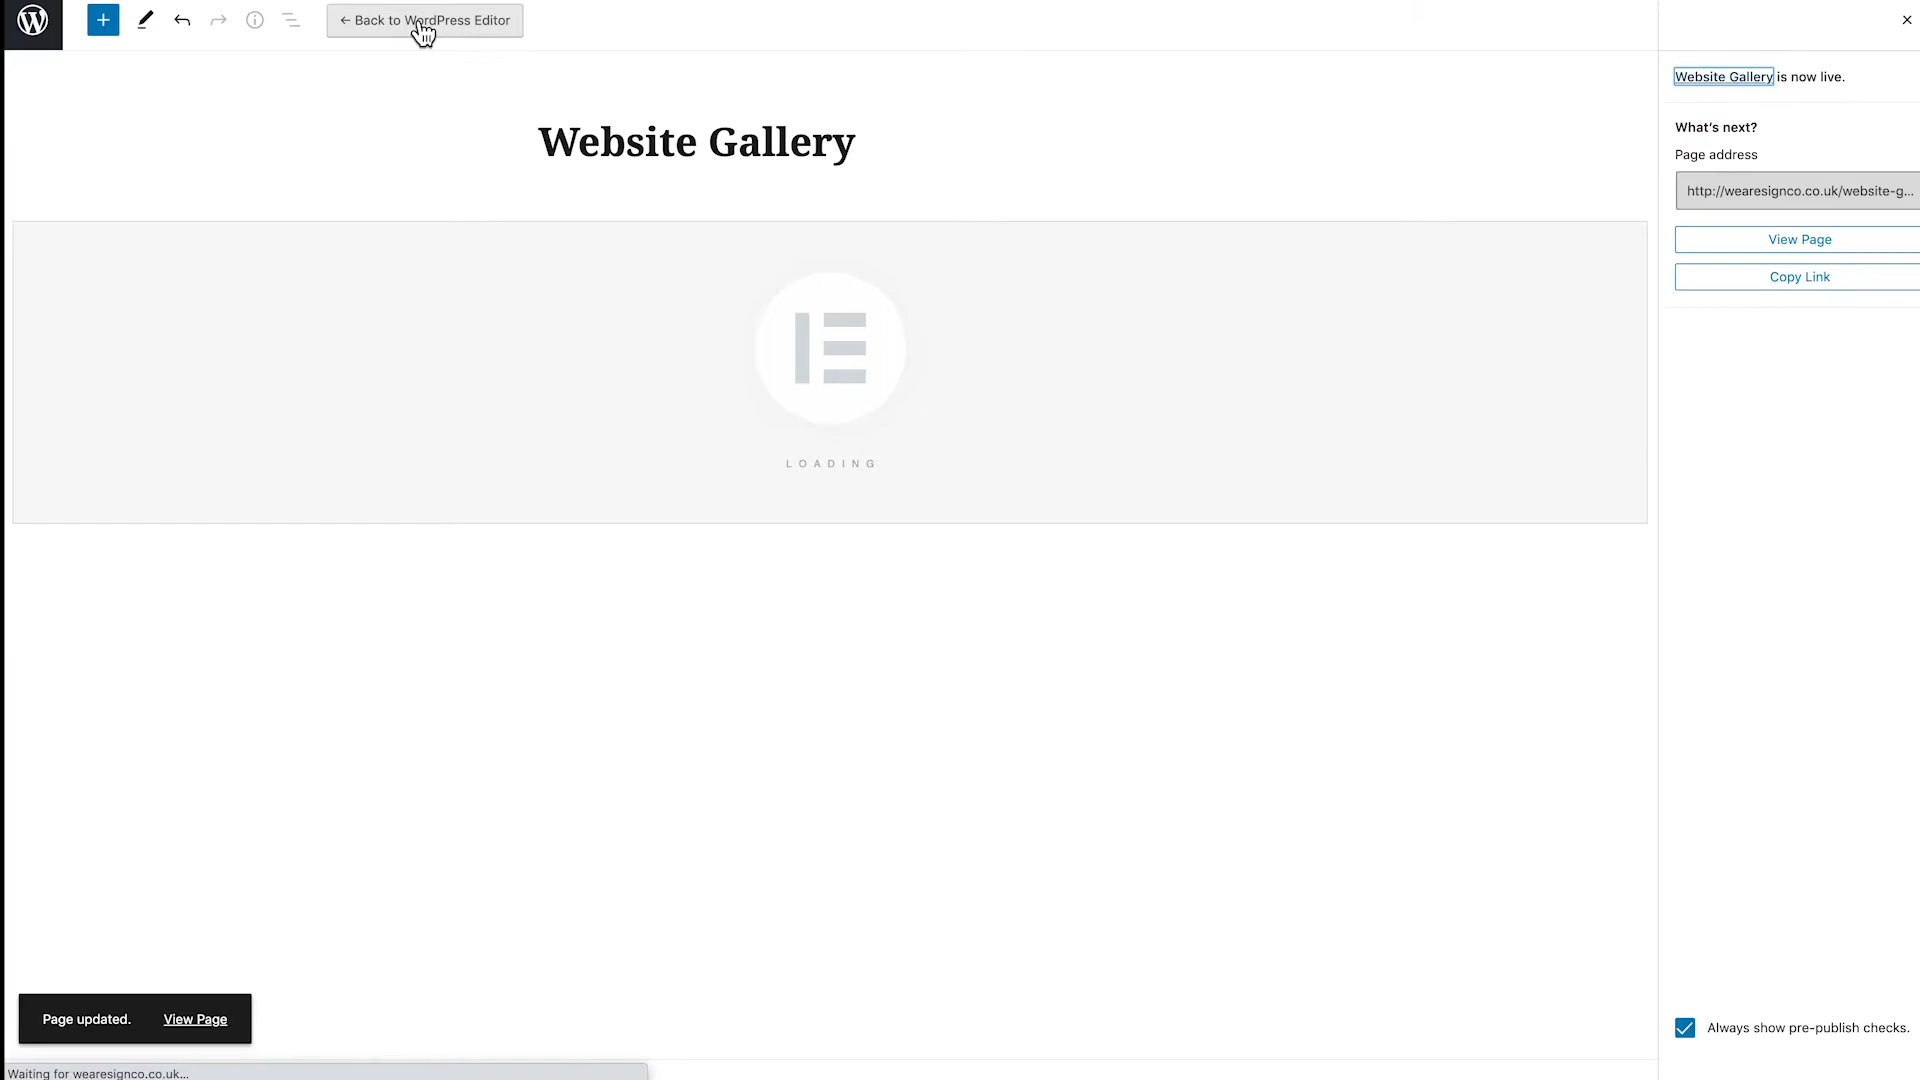 ← Back to WordPress Editor
Website Gallery is now live.
Website Gallery
What's next?
Page address
http://wearesignco.co.uk/website-g...
View Page
Copy Link
LOADING
Page updated. View Page
Always show pre-publish checks.
Waiting for wearesignco.co.uk...